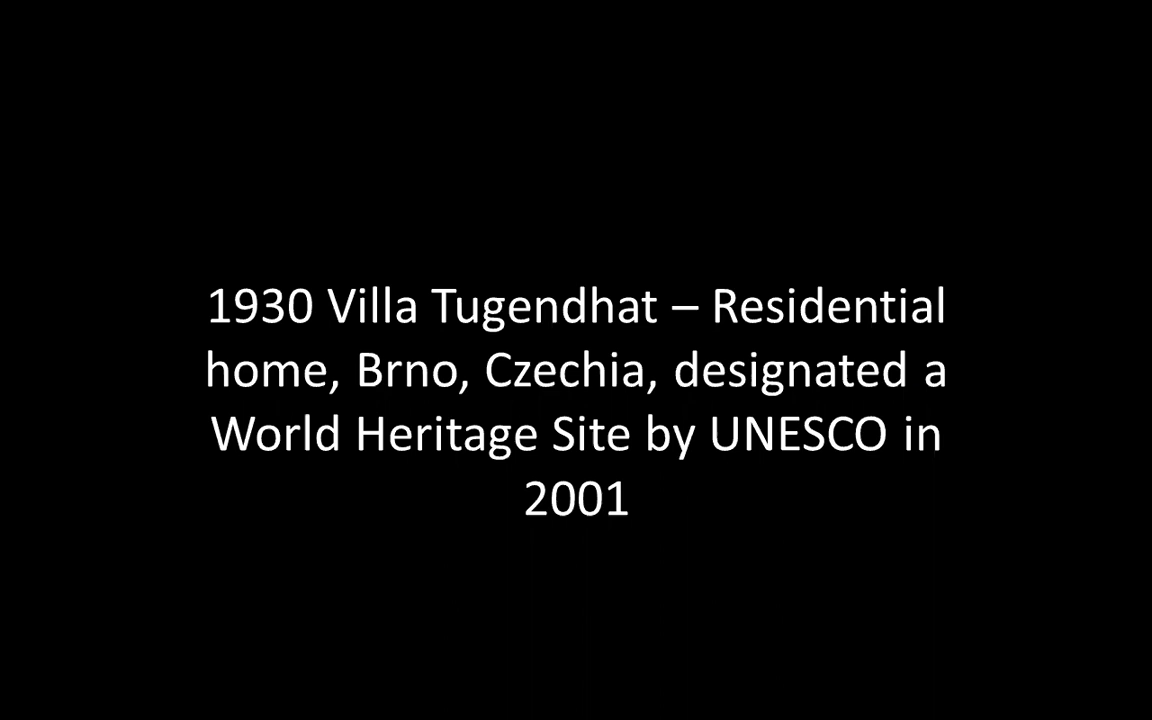 1930 Villa Tugendhat – Residential
home, Brno, Czechia, designated a
World Heritage Site by UNESCO in
2001